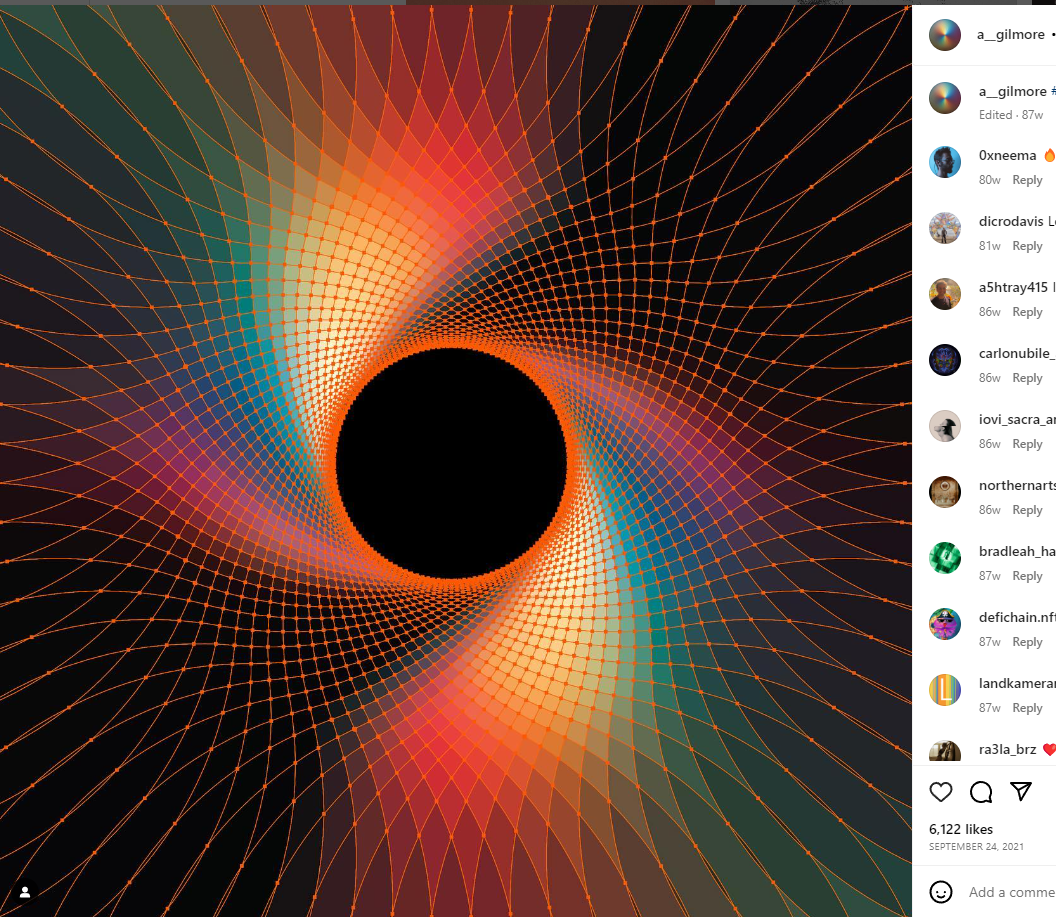 a__gilmore •
a__gilmore #
Edited · 87w
0xneema 🔥
80w Reply
dicrodavis L
81w Reply
a5htray415
86w Reply
carlonubile_
86w Reply
iovi_sacra_a
86w Reply
northernarts
86w Reply
bradleah_ha
87w Reply
defichain.nf
87w Reply
landkamera
87w Reply
ra3la_brz ❤️
6,122 likes
SEPTEMBER 24, 2021
Add a comme